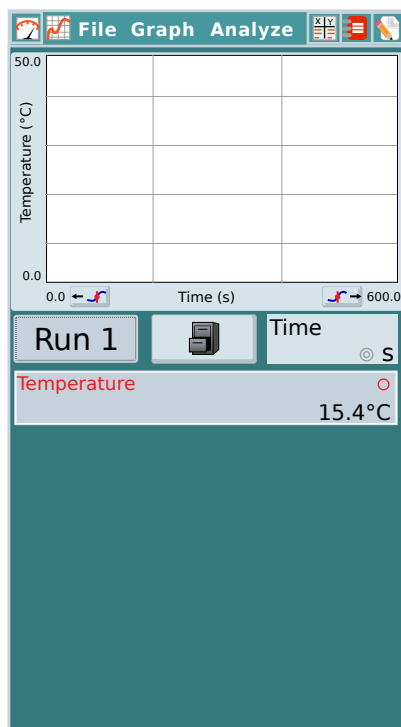 File Graph Analyze X Y
50.0
Temperature (°C)
0.0
0.0 Time (s) 600.0
Run 1
Time
s
Temperature
15.4°C